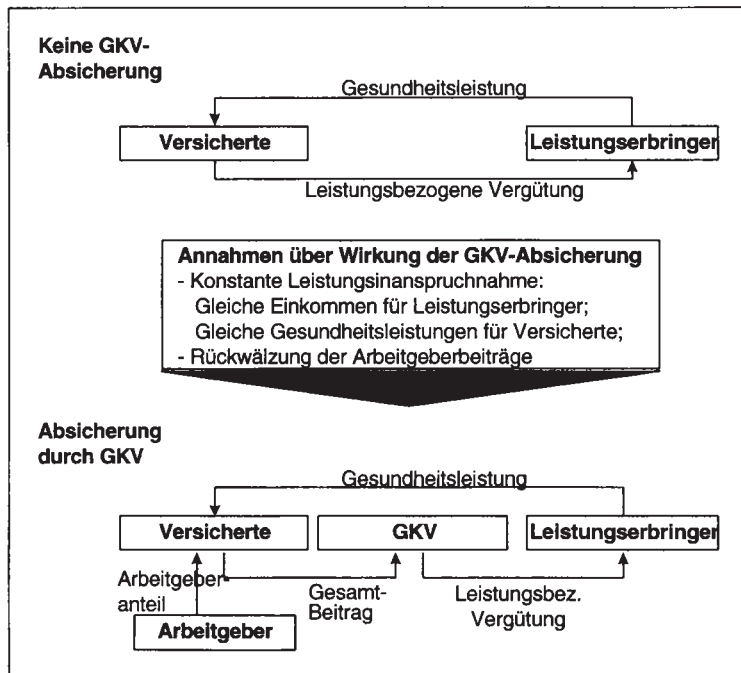 Keine GKV-
Absicherung
Gesundheitsleistung
Versicherte
Leistungserbringer
Leistungsbezogene Vergütung
Annahmen über Wirkung der GKV-Absicherung
- Konstante Leistungsinanspruchnahme:
Gleiche Einkommen für Leistungserbringer;
Gleiche Gesundheitsleistungen für Versicherte;
- Rückwälzung der Arbeitgeberbeiträge
Absicherung
durch GKV
Gesundheitsleistung
Versicherte
GKV
Leistungserbringer
Arbeitgeber-
anteil
Gesamt-
Beitrag
Leistungsbez.
Vergütung
Arbeitgeber